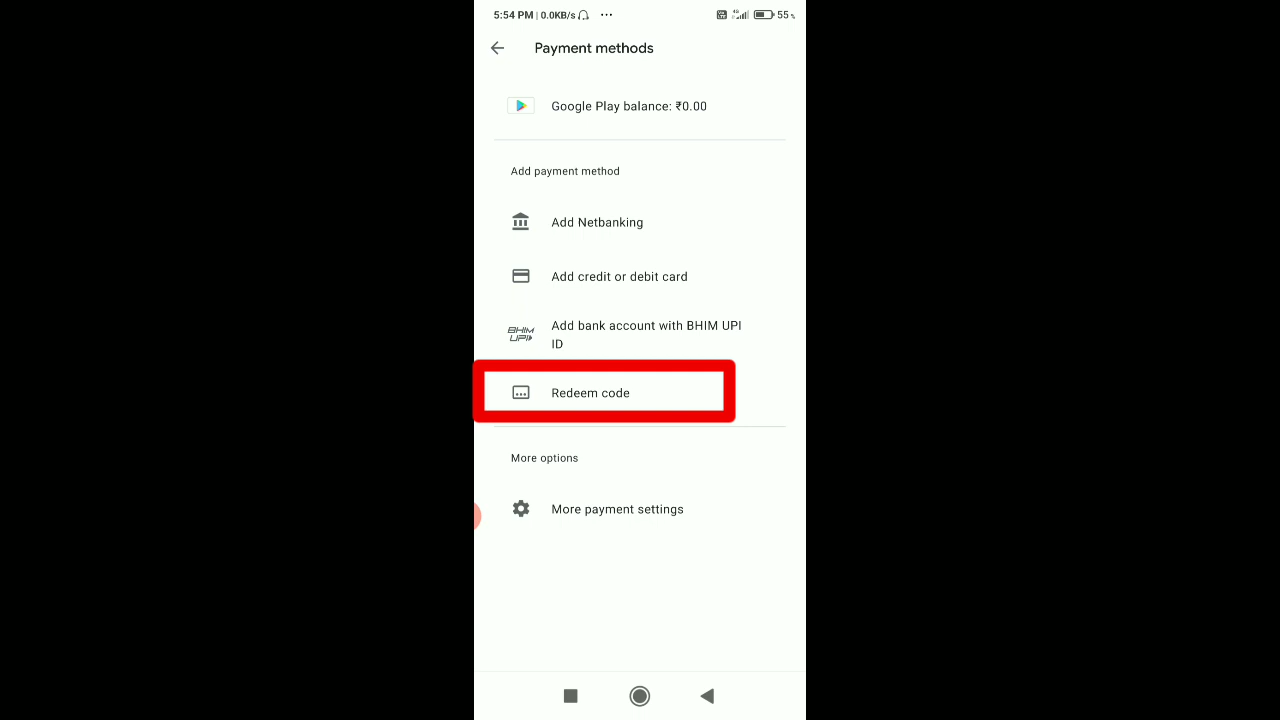 5:54 PM | 0.0KB/s ... 4G 55 %
Payment methods
Google Play balance: ₹0.00
Add payment method
Add Netbanking
Add credit or debit card
Add bank account with BHIM UPI
ID
BHIM
UPI
Redeem code
More options
More payment settings